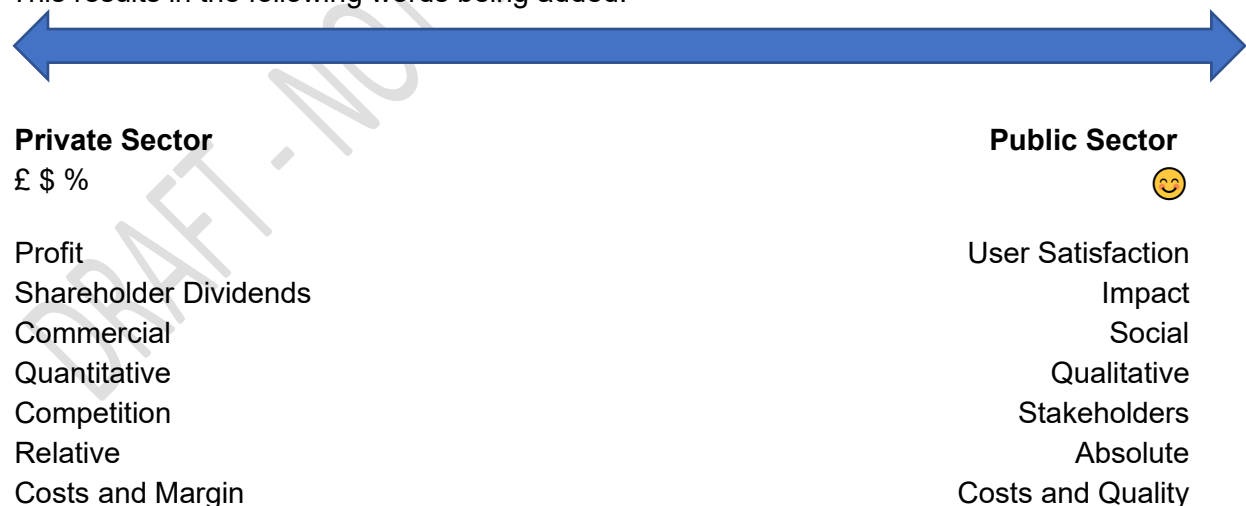 This results in the following words being added:
Private Sector Public Sector
£ $ % 😊
Profit User Satisfaction
Shareholder Dividends Impact
Commercial Social
Quantitative Qualitative
Competition Stakeholders
Relative Absolute
Costs and Margin Costs and Quality
DRAFT - NO